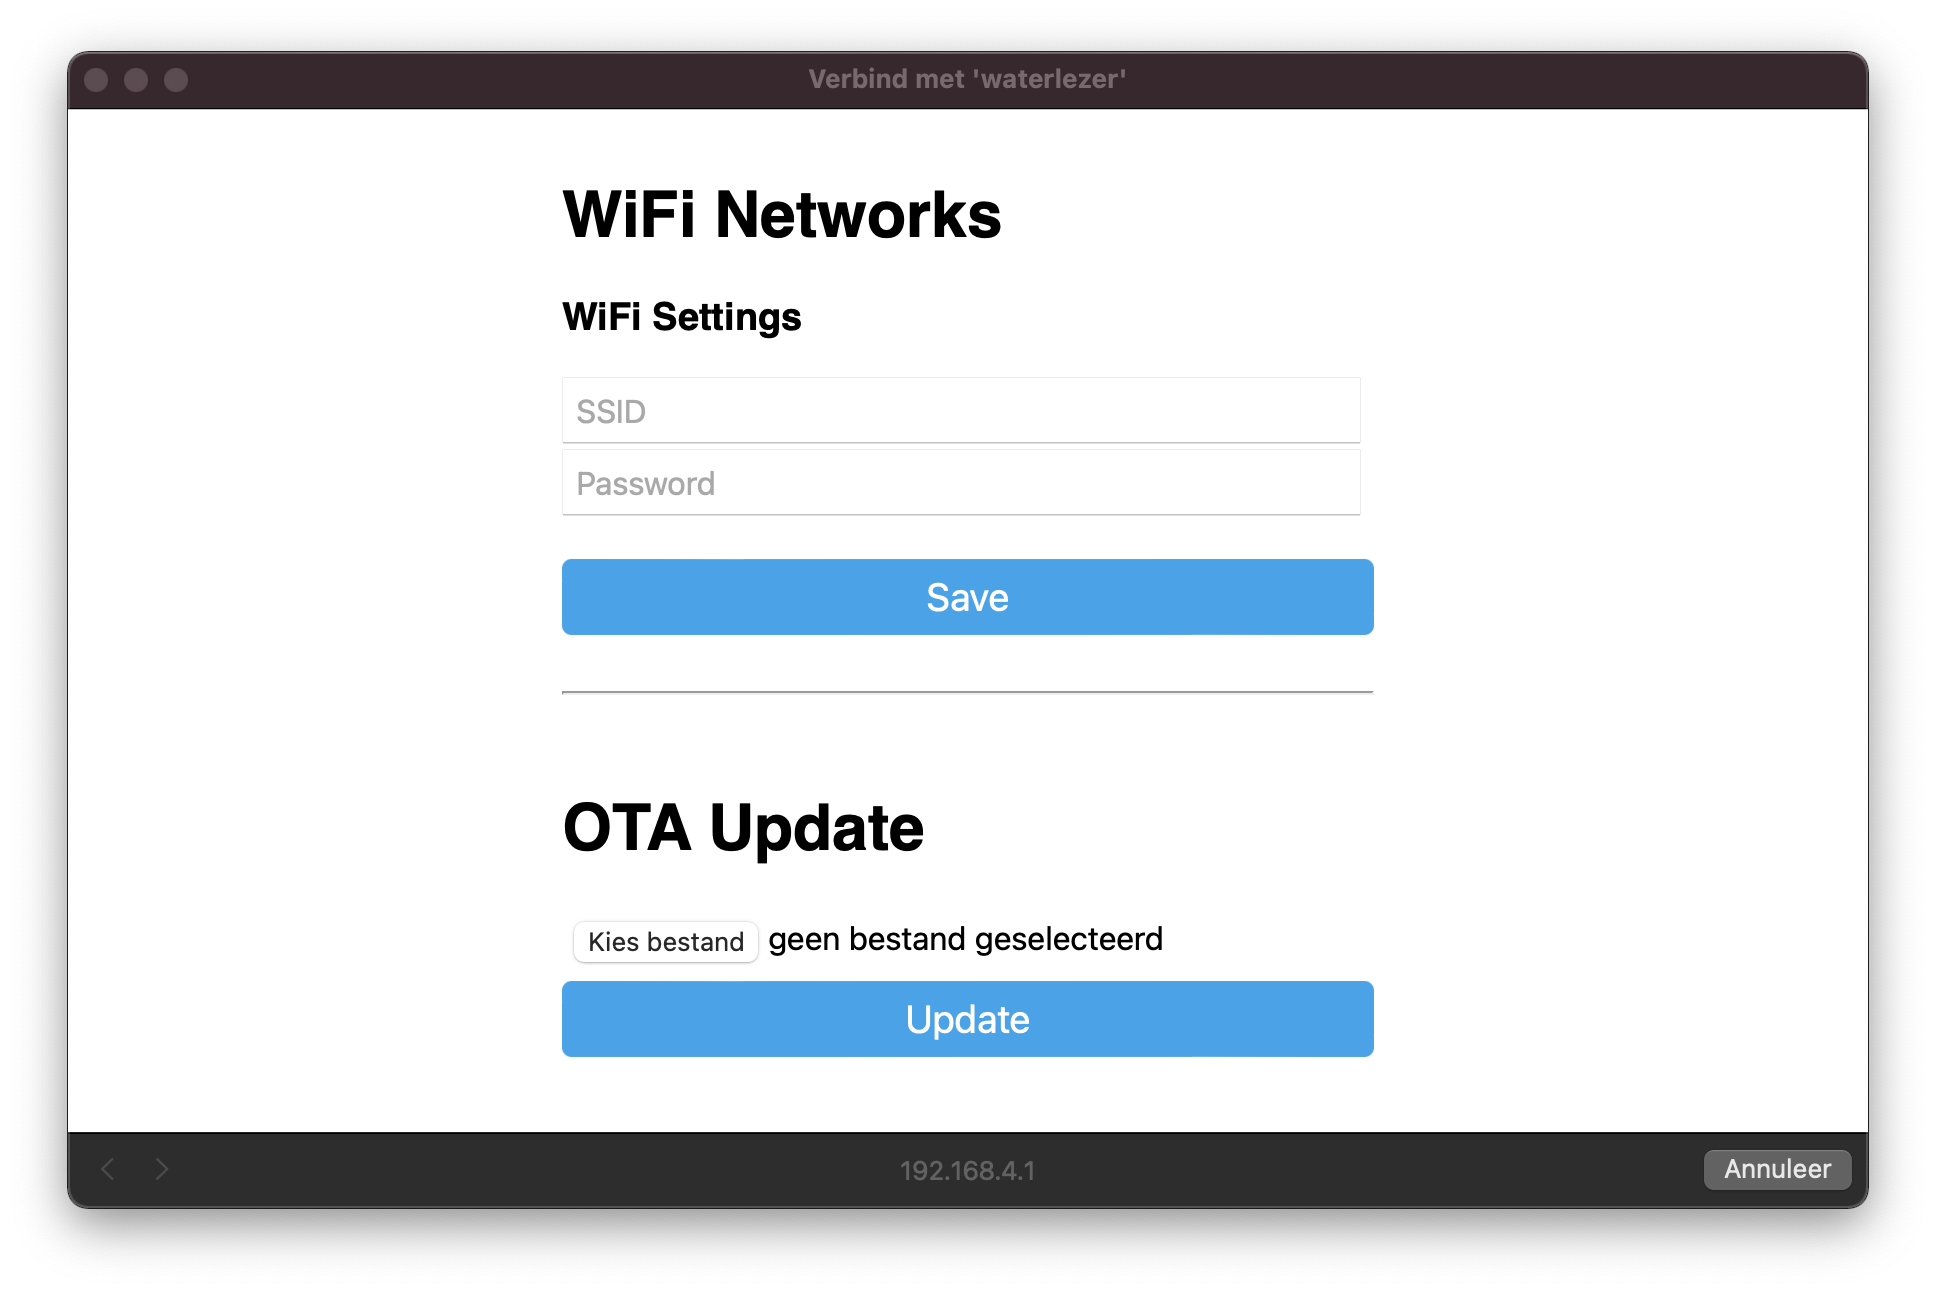 Verbind met 'waterlezer'
WiFi Networks
WiFi Settings
SSID
Password
Save
OTA Update
Kies bestand geen bestand geselecteerd
Update
192.168.4.1
Annuleer